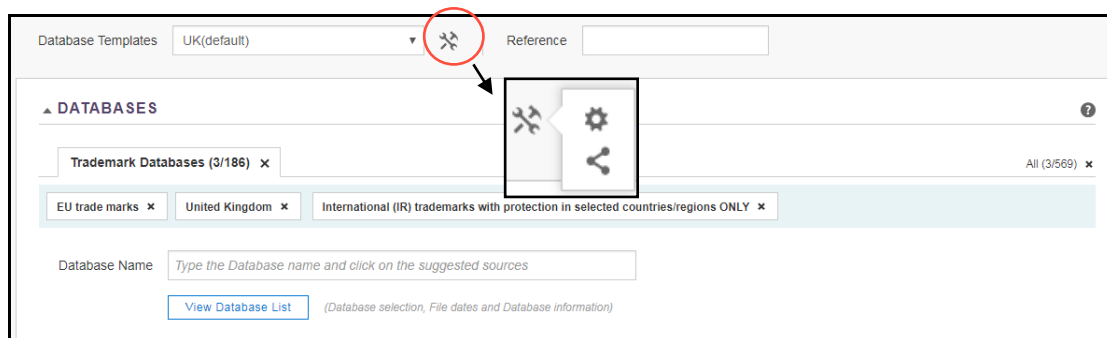 Database Templates UK(default) Reference
DATABASES
Trademark Databases (3/186) × All (3/569) ×
EU trade marks × United Kingdom × International (IR) trademarks with protection in selected countries/regions ONLY ×
Database Name Type the Database name and click on the suggested sources
View Database List (Database selection, File dates and Database information)